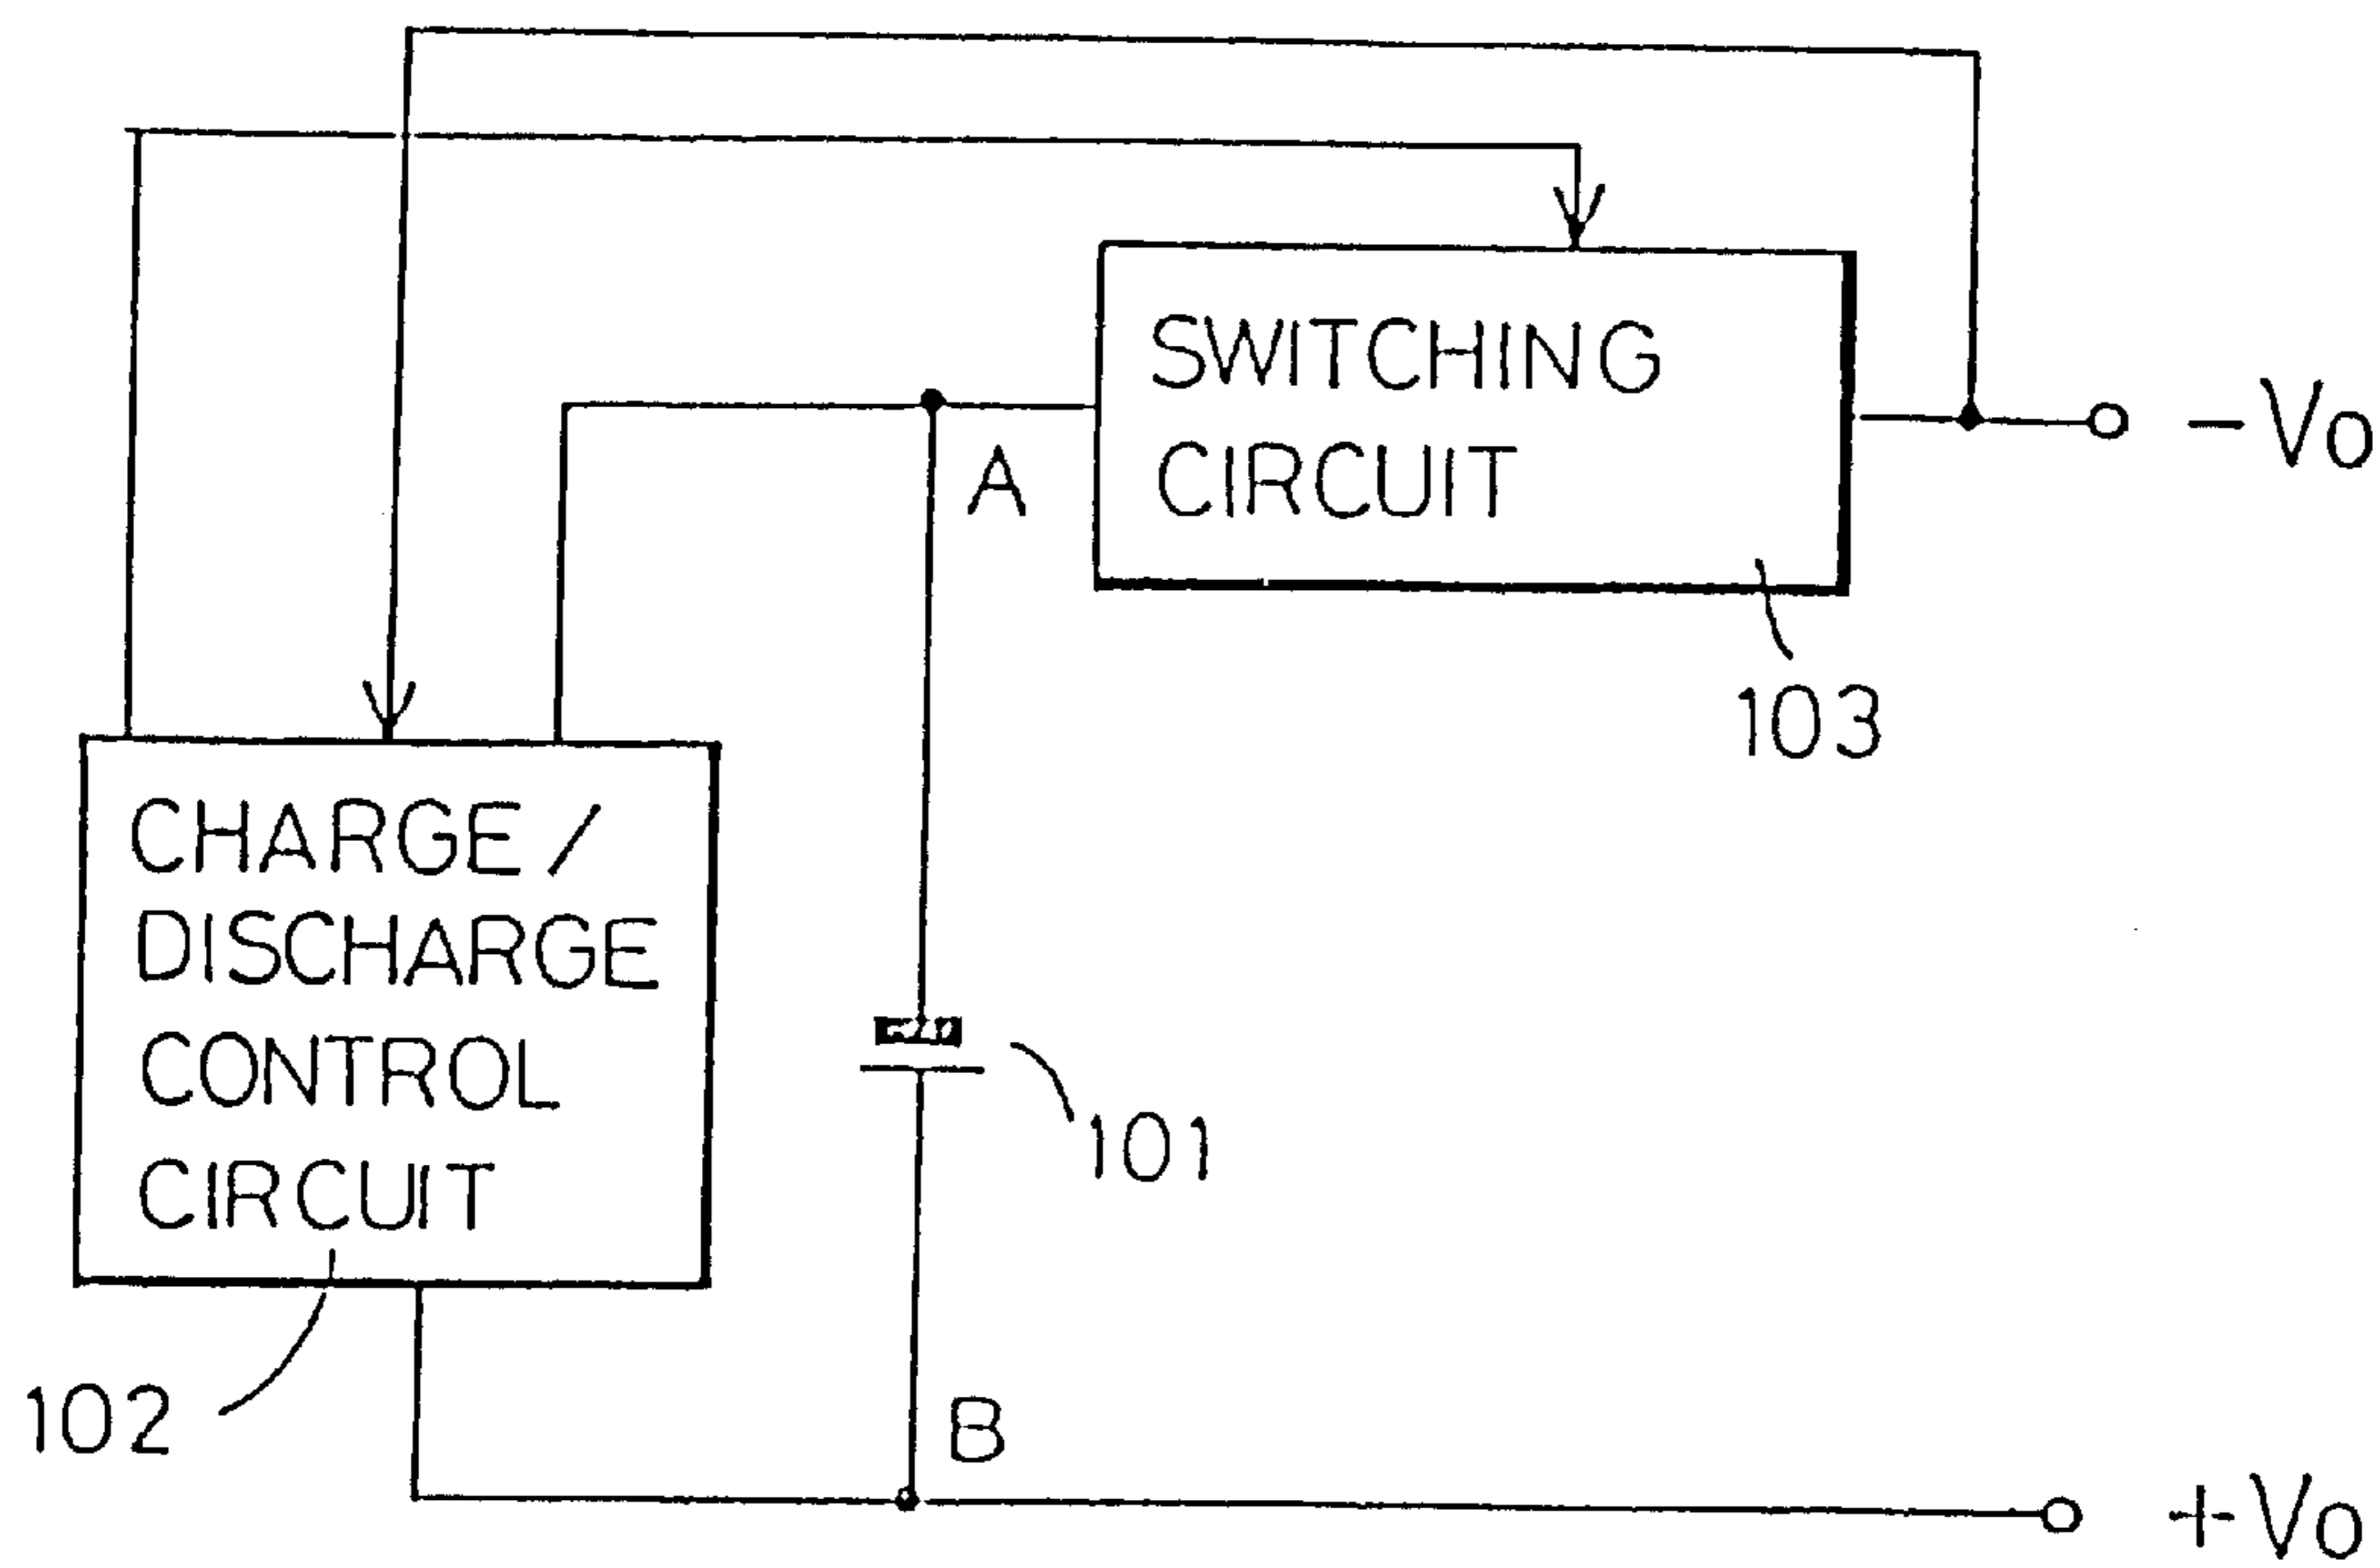 SWITCHING
CIRCUIT
-Vo
A
103
CHARGE/
DISCHARGE
CONTROL
CIRCUIT
101
102
B
+Vo